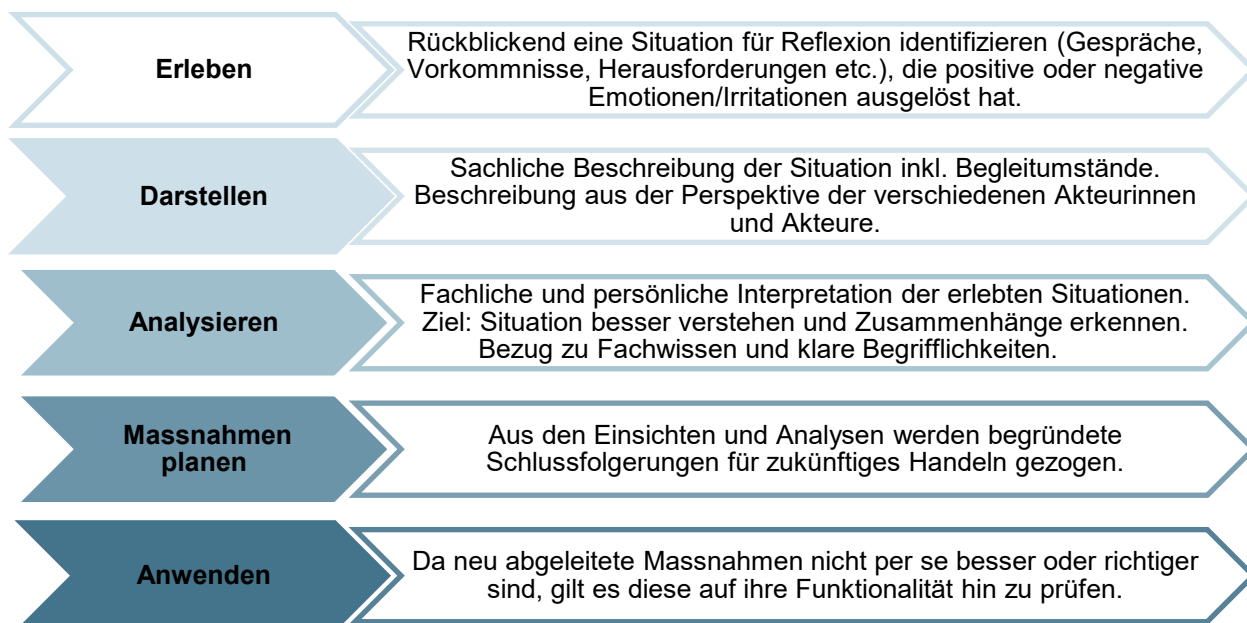 Erleben
Rückblickend eine Situation für Reflexion identifizieren (Gespräche,
Vorkommnisse, Herausforderungen etc.), die positive oder negative
Emotionen/Irritationen ausgelöst hat.
Darstellen
Sachliche Beschreibung der Situation inkl. Begleitumstände.
Beschreibung aus der Perspektive der verschiedenen Akteurinnen
und Akteure.
Analysieren
Fachliche und persönliche Interpretation der erlebten Situationen.
Ziel: Situation besser verstehen und Zusammenhänge erkennen.
Bezug zu Fachwissen und klare Begrifflichkeiten.
Massnahmen
planen
Aus den Einsichten und Analysen werden begründete
Schlussfolgerungen für zukünftiges Handeln gezogen.
Anwenden
Da neu abgeleitete Massnahmen nicht per se besser oder richtiger
sind, gilt es diese auf ihre Funktionalität hin zu prüfen.